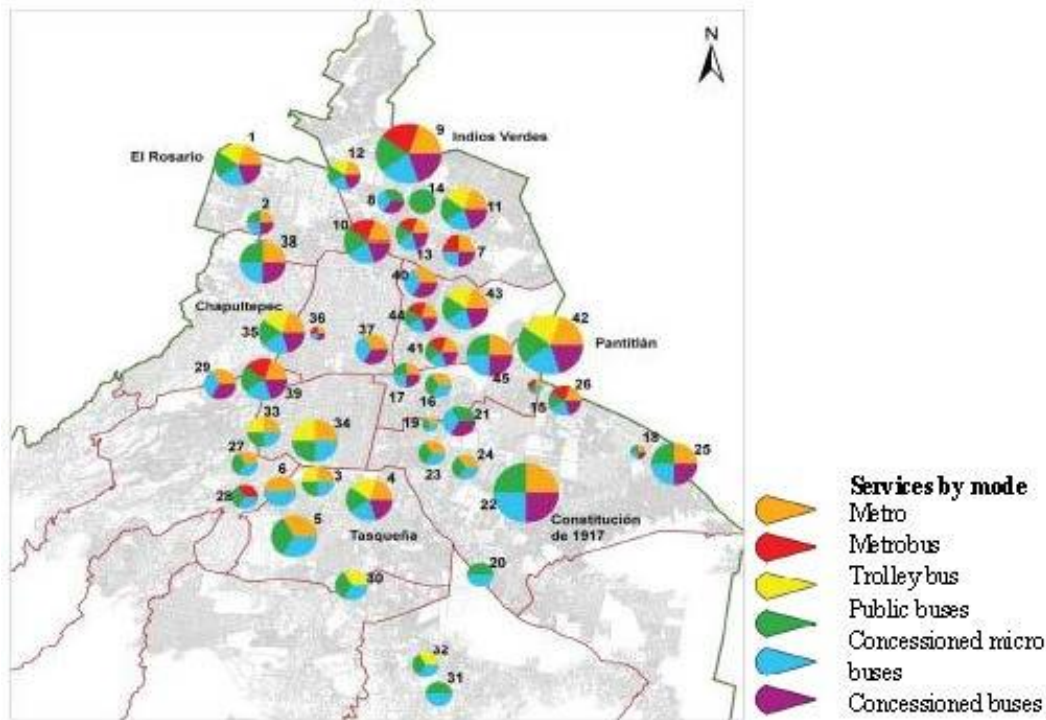 N
1
9
Indios Verdes
El Rosario
12
8
14
11
2
10
13
7
38
40
43
Chapultepec
36
44
42
35
37
41
Pantitlán
29
39
17
16
45
15
26
33
34
19
21
18
25
27
23
24
6
3
4
28
22
5
Tasqueña
Constitución
de 1917
20
30
32
31
Services by mode
Metro
Metrobus
Trolley bus
Public buses
Concessioned micro
buses
Concessioned buses